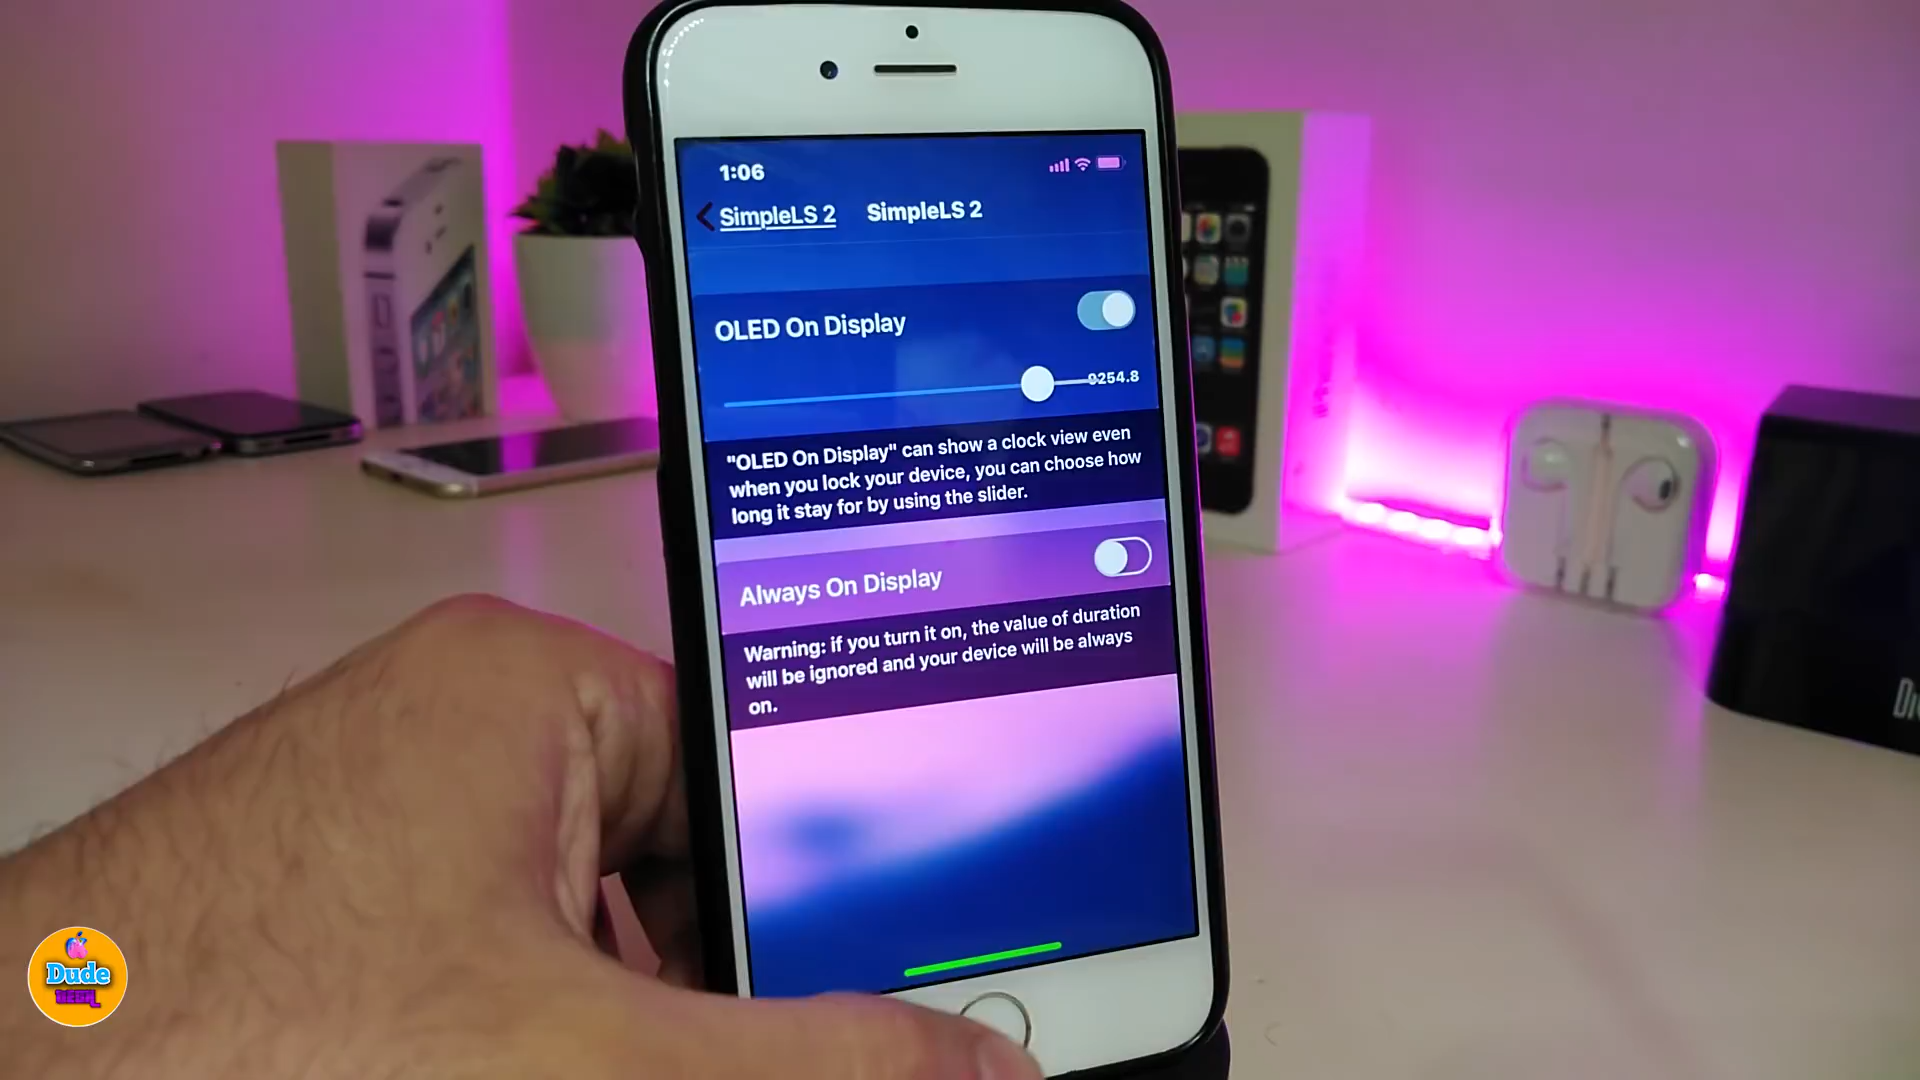 1:06
SimpleLS 2
SimpleLS 2
OLED On Display
9254.8
"OLED On Display" can show a clock view even
when you lock your device, you can choose how
long it stay for by using the slider.
Always On Display
Warning: if you turn it on, the value of duration
will be ignored and your device will be always
on.
Dude